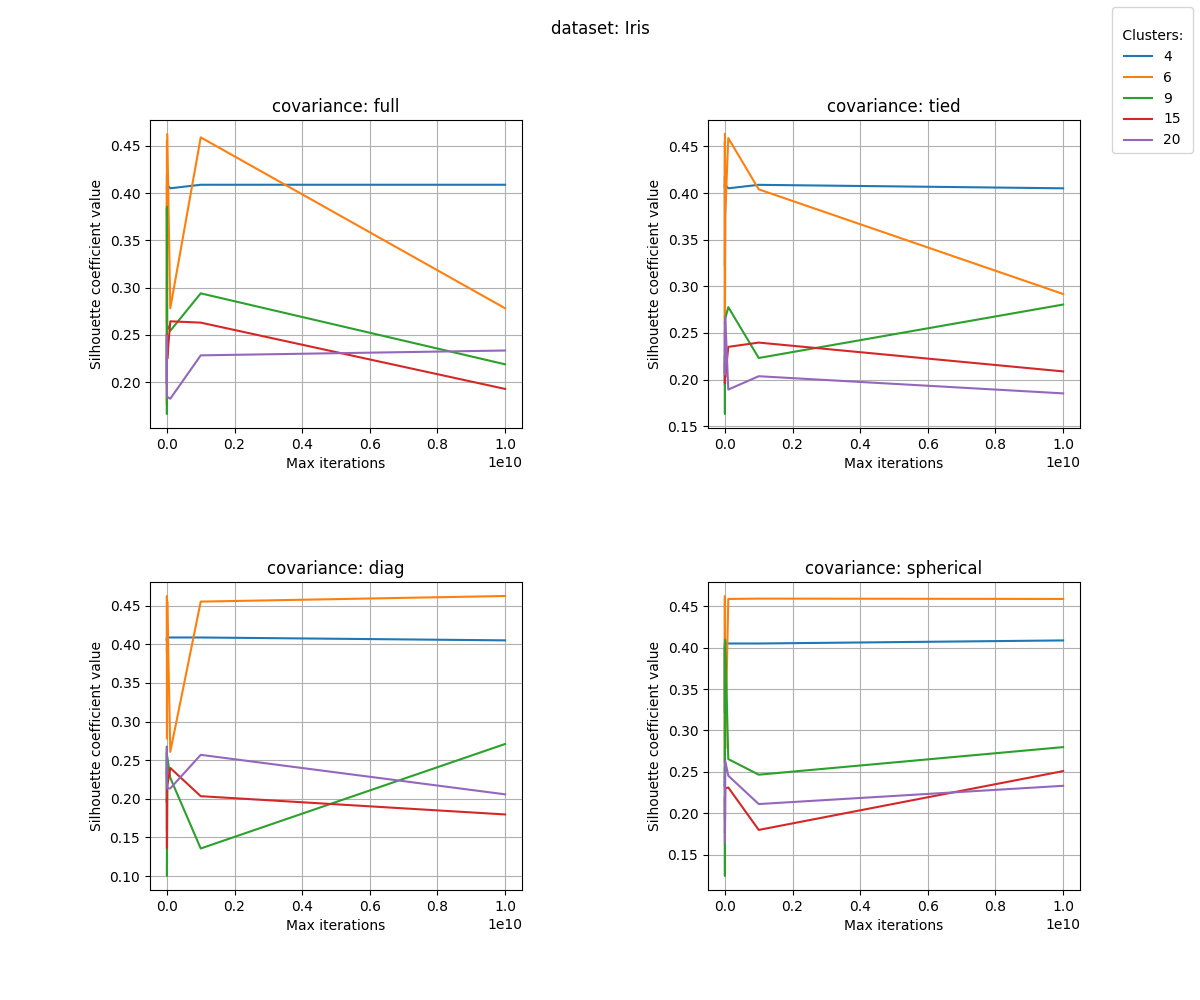 dataset: Iris
Clusters:
4
6
9
15
20
covariance: full
Silhouette coefficient value
0.45
0.40
0.35
0.30
0.25
0.20
0.0 0.2 0.4 0.6 0.8 1.0
1e10
Max iterations
covariance: tied
Silhouette coefficient value
0.45
0.40
0.35
0.30
0.25
0.20
0.15
0.0 0.2 0.4 0.6 0.8 1.0
1e10
Max iterations
covariance: diag
Silhouette coefficient value
0.45
0.40
0.35
0.30
0.25
0.20
0.15
0.10
0.0 0.2 0.4 0.6 0.8 1.0
1e10
Max iterations
covariance: spherical
Silhouette coefficient value
0.45
0.40
0.35
0.30
0.25
0.20
0.15
0.0 0.2 0.4 0.6 0.8 1.0
1e10
Max iterations